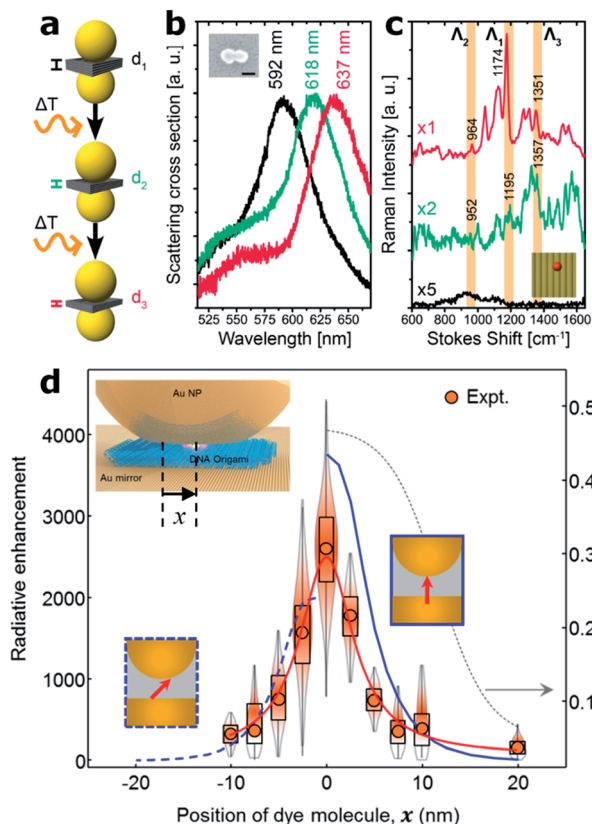 a
H
d₁
ΔT
H
d₂
ΔT
H
d₃
b
592 nm
618 nm
637 nm
Scattering cross section [a. u.]
525
550
575
600
625
650
Wavelength [nm]
c
Λ₂
Λ₁
Λ₃
1174
1351
964
x1
1357
1195
952
x2
x5
Raman Intensity [a. u.]
600
800
1000
1200
1400
1600
Stokes Shift [cm⁻¹]
d
Au NP
DNA Origami
Au mirror
x
Expt.
Radiative enhancement
4000
3000
2000
1000
0
0.5
0.4
0.3
0.2
0.1
-20
-10
0
10
20
Position of dye molecule, x (nm)